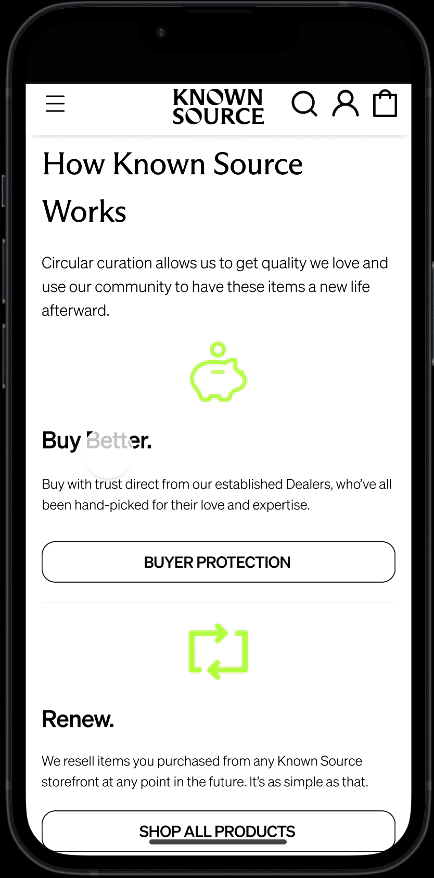 KNOWN
SOURCE
How Known Source
Works
Circular curation allows us to get quality we love and
use our community to have these items a new life
afterward.
Buy Better.
Buy with trust direct from our established Dealers, who've all
been hand-picked for their love and expertise.
BUYER PROTECTION
Renew.
We resell items you purchased from any Known Source
storefront at any point in the future. It's as simple as that.
SHOP ALL PRODUCTS